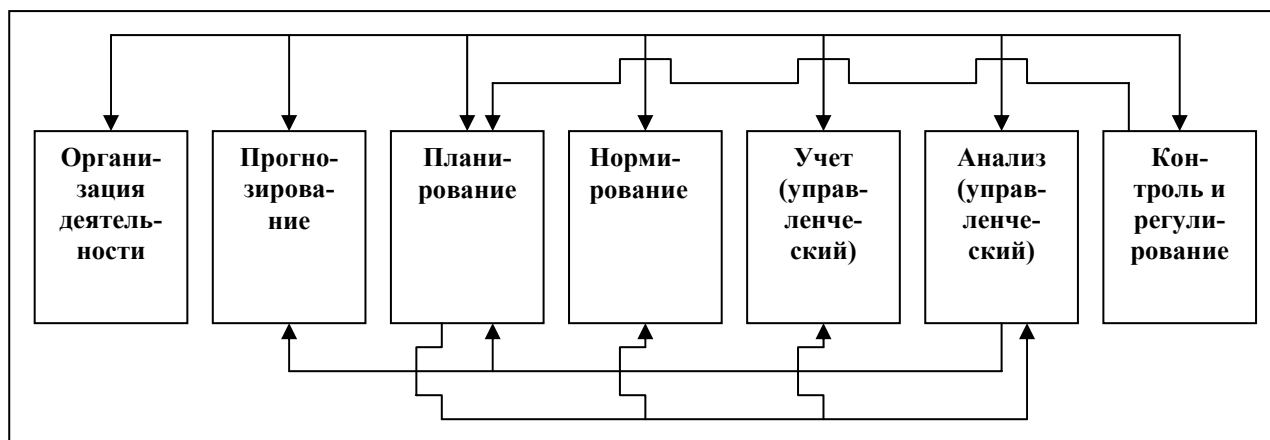 Органи-
зация
деятель-
ности
Прогно-
зирова-
ние
Плани-
рование
Норми-
рование
Учет
(управ-
ленче-
ский)
Анализ
(управ-
ленче-
ский)
Кон-
троль и
регули-
рование